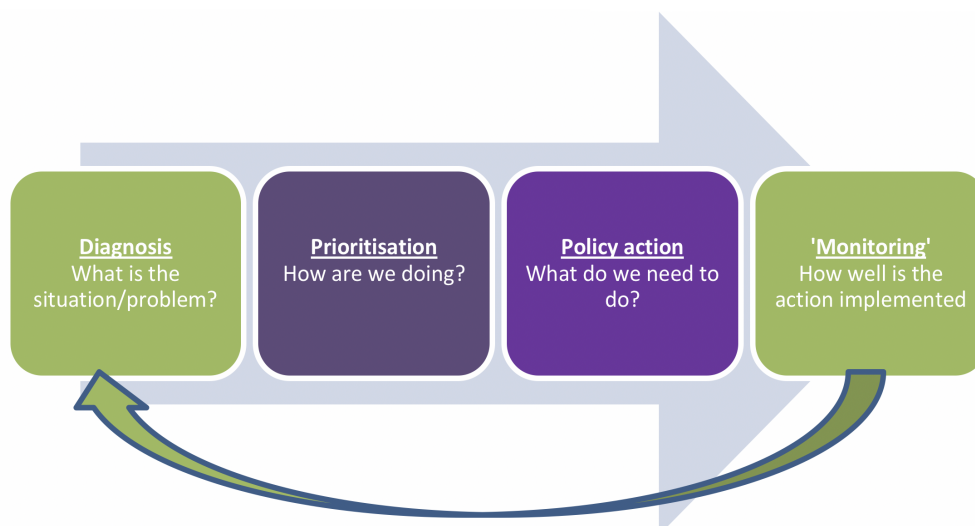 Diagnosis
What is the
situation/problem?
Prioritisation
How are we doing?
Policy action
What do we need to
do?
'Monitoring'
How well is the
action implemented